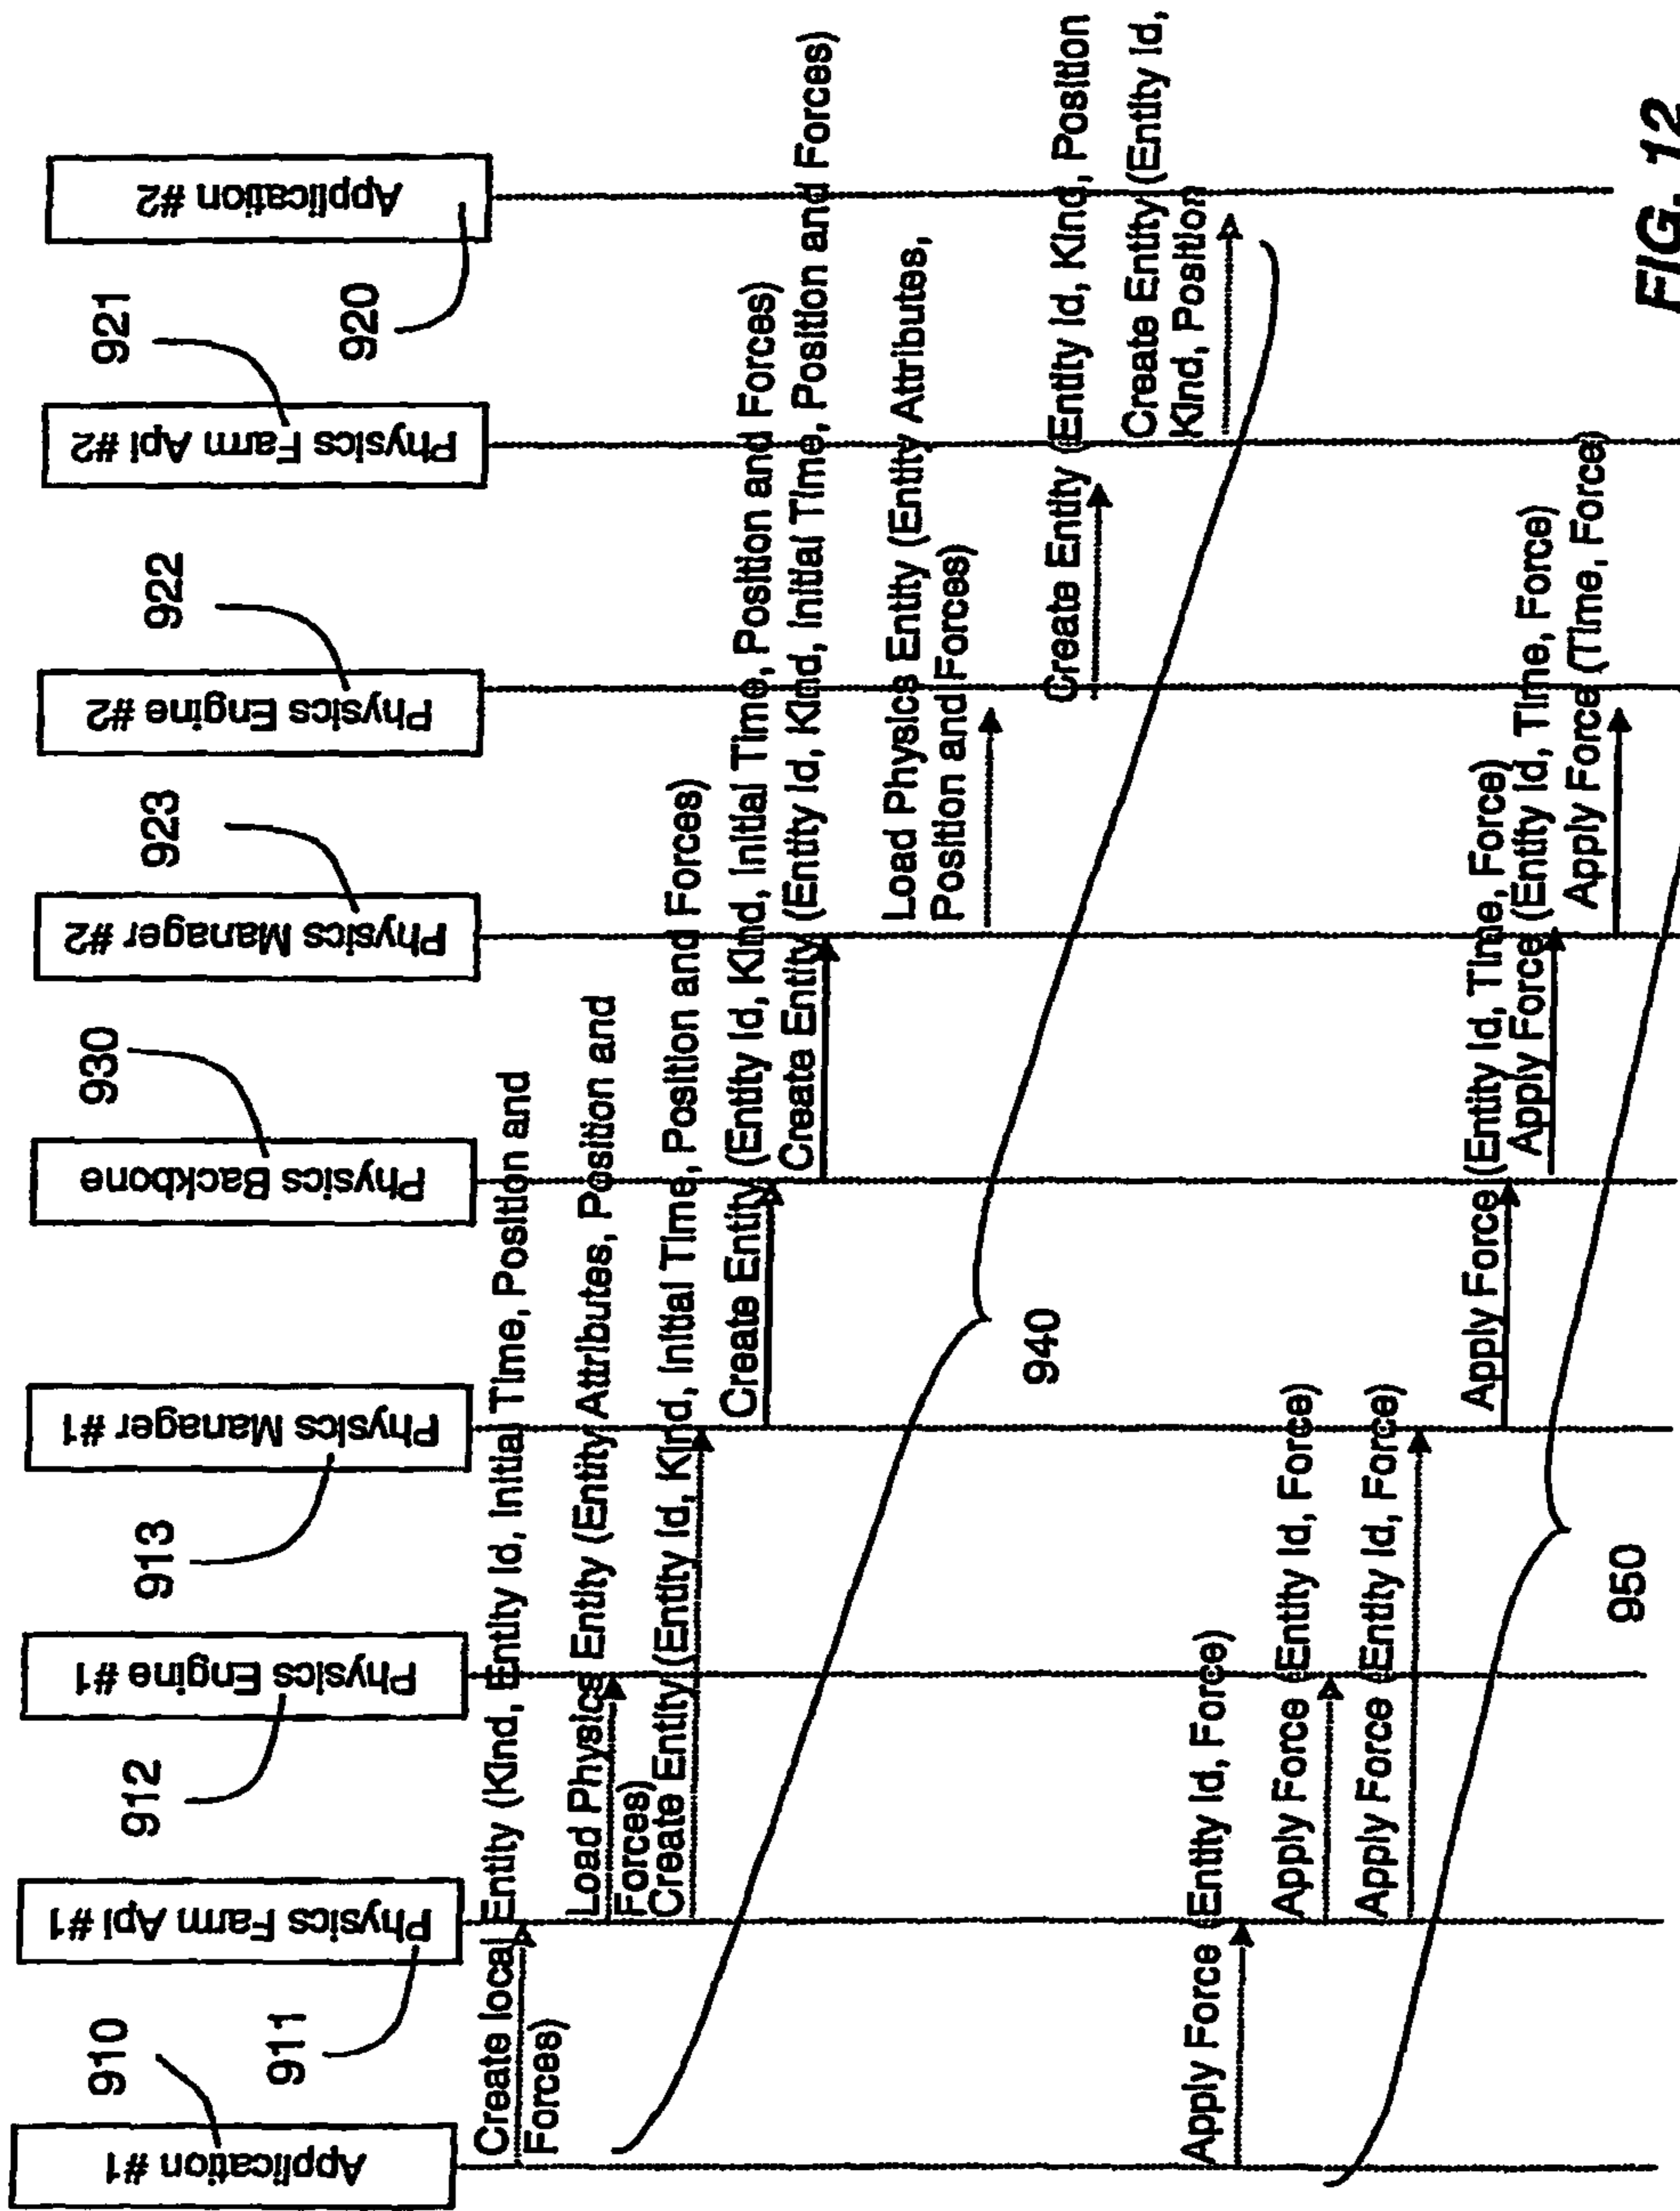 Application #1
Physics Farm Api #1
Physics Engine #1
Physics Manager #1
Physics Backbone
Physics Manager #2
Physics Engine #2
Physics Farm Api #2
Application #2
910
911
912
913
930
923
922
921
920
Create local Entity (Kind, Entity Id, Initial Time, Position and
Forces)
Load Physics Entity (Entity Attributes, Position and
Forces)
Create Entity (Entity Id, Kind, Initial Time, Position and Forces)
Create Entity (Entity Id, Kind, Initial Time, Position and Forces)
Create Entity (Entity Id, Kind, Initial Time, Position and Forces)
Load Physics Entity (Entity Attributes,
Position and Forces)
Create Entity (Entity Id, Kind, Position
Create Entity (Entity Id,
Kind, Position
940
Apply Force (Entity Id, Force)
Apply Force (Entity Id, Force)
Apply Force (Entity Id, Force)
Apply Force (Entity Id, Time, Force)
Apply Force (Entity Id, Time, Force)
Apply Force (Time, Force)
950
FIG. 12